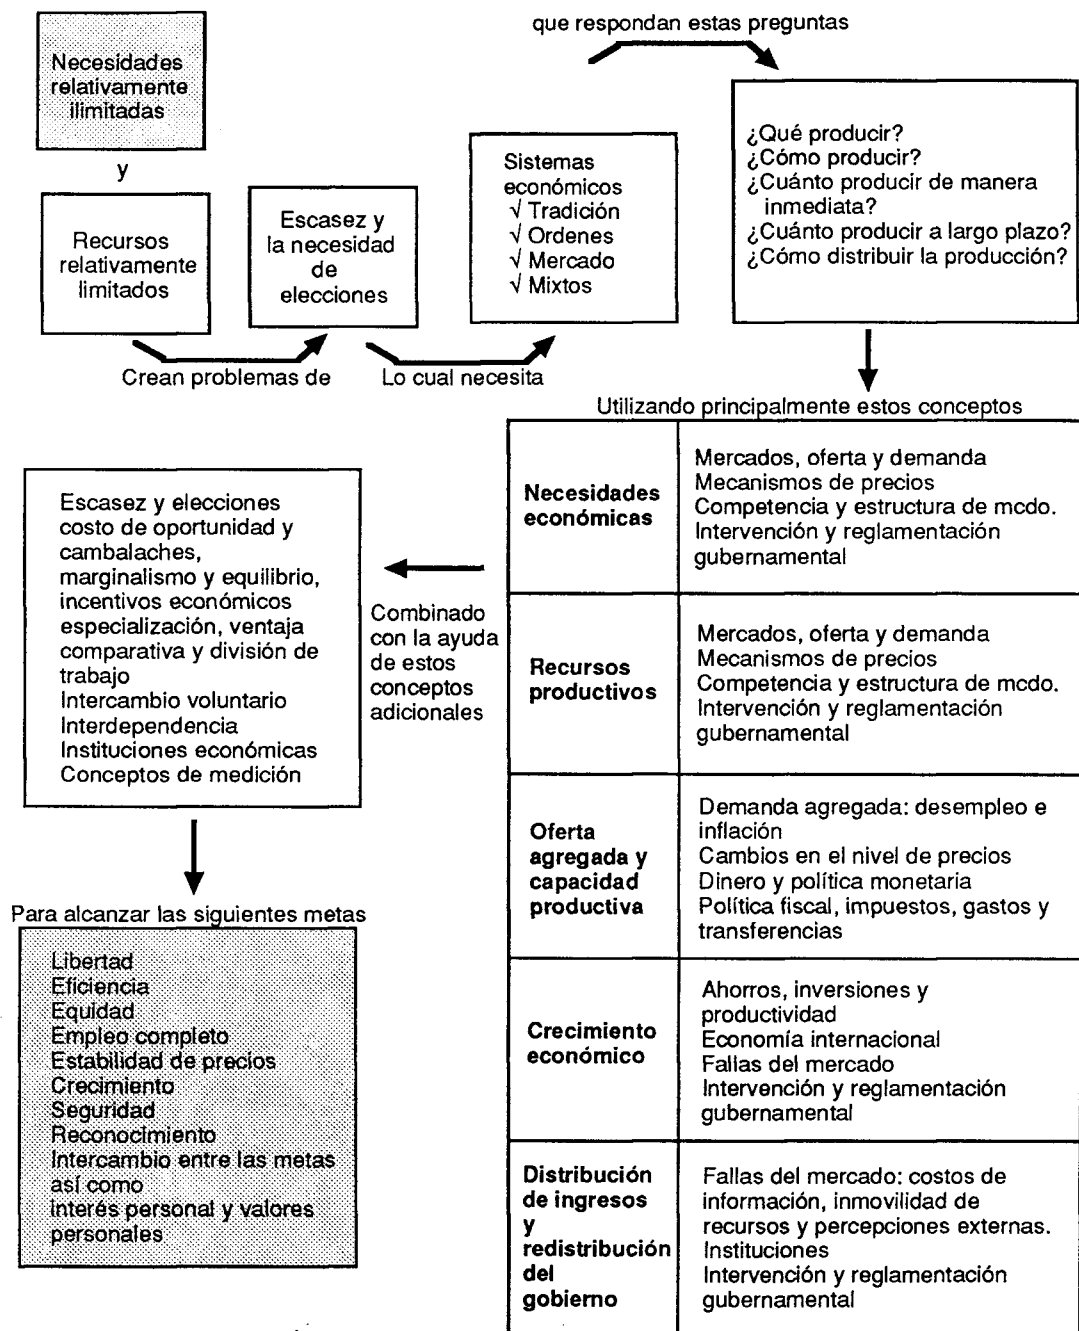 Necesidades
relativamente
ilimitadas
y
Recursos
relativamente
limitados
Crean problemas de
Escasez y
la necesidad
de
elecciones
Lo cual necesita
Sistemas
económicos
√ Tradición
√ Ordenes
√ Mercado
√ Mixtos
que respondan estas preguntas
¿Qué producir?
¿Cómo producir?
¿Cuánto producir de manera
inmediata?
¿Cuánto producir a largo plazo?
¿Cómo distribuir la producción?
Utilizando principalmente estos conceptos
Necesidades
económicas
Mercados, oferta y demanda
Mecanismos de precios
Competencia y estructura de mcdo.
Intervención y reglamentación
gubernamental
Recursos
productivos
Mercados, oferta y demanda
Mecanismos de precios
Competencia y estructura de mcdo.
Intervención y reglamentación
gubernamental
Oferta
agregada y
capacidad
productiva
Demanda agregada: desempleo e
inflación
Cambios en el nivel de precios
Dinero y política monetaria
Política fiscal, impuestos, gastos y
transferencias
Crecimiento
económico
Ahorros, inversiones y
productividad
Economía internacional
Fallas del mercado
Intervención y reglamentación
gubernamental
Distribución
de ingresos
y
redistribución
del
gobierno
Fallas del mercado: costos de
información, inmovilidad de
recursos y percepciones externas.
Instituciones
Intervención y reglamentación
gubernamental
Combinado
con la ayuda
de estos
conceptos
adicionales
Escasez y elecciones
costo de oportunidad y
cambalaches,
marginalismo y equilibrio,
incentivos económicos
especialización, ventaja
comparativa y división de
trabajo
Intercambio voluntario
Interdependencia
Instituciones económicas
Conceptos de medición
Para alcanzar las siguientes metas
Libertad
Eficiencia
Equidad
Empleo completo
Estabilidad de precios
Crecimiento
Seguridad
Reconocimiento
Intercambio entre las metas
así como
interés personal y valores
personales